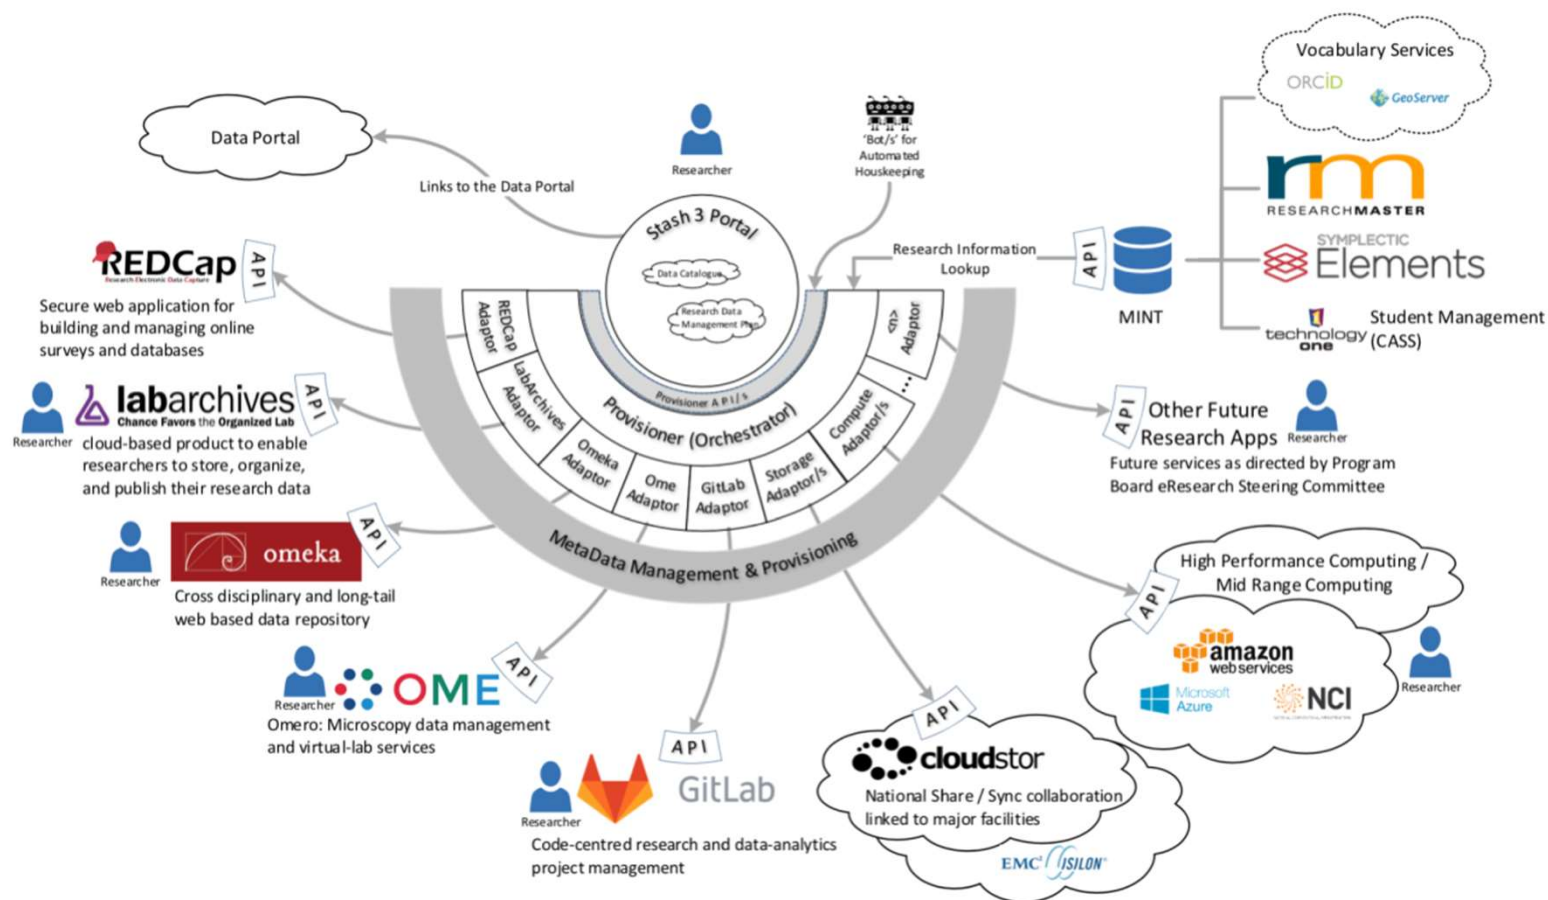 Vocabulary Services
ORCID
GeoServer
Data Portal
Researcher
'Bot/s' for
Automated
Houskeeping
Links to the Data Portal
Stash 3 Portal
Data Catalogue
Research Data
Management Plan
Research Information
Lookup
API
MINT
rm
RESEARCHMASTER
SYMPLECTIC
Elements
technology
one
Student Management
(CASS)
REDCap
Research Electronic Data Capture
API
Secure web application for
building and managing online
surveys and databases
REDCap
Adaptor
LabArchives
Adaptor
Omeka
Adaptor
Ome
Adaptor
GitLab
Adaptor
Storage
Adaptor/s
Compute
Adaptor/s
...
<n>
Adaptor
Provisioner A P I / s
Provisioner (Orchestrator)
MetaData Management & Provisioning
Researcher
labarchives
Chance Favors the Organized Lab
API
cloud-based product to enable
researchers to store, organize,
and publish their research data
API
Other Future
Research Apps
Researcher
Future services as directed by Program
Board eResearch Steering Committee
Researcher
omeka
API
Cross disciplinary and long-tail
web based data repository
High Performance Computing /
Mid Range Computing
API
amazon
web services
Microsoft
Azure
NCI
Researcher
Researcher
OME
API
Omero: Microscopy data management
and virtual-lab services
API
GitLab
Researcher
Code-centred research and data-analytics
project management
API
cloudstor
National Share / Sync collaboration
linked to major facilities
EMC² ISILON